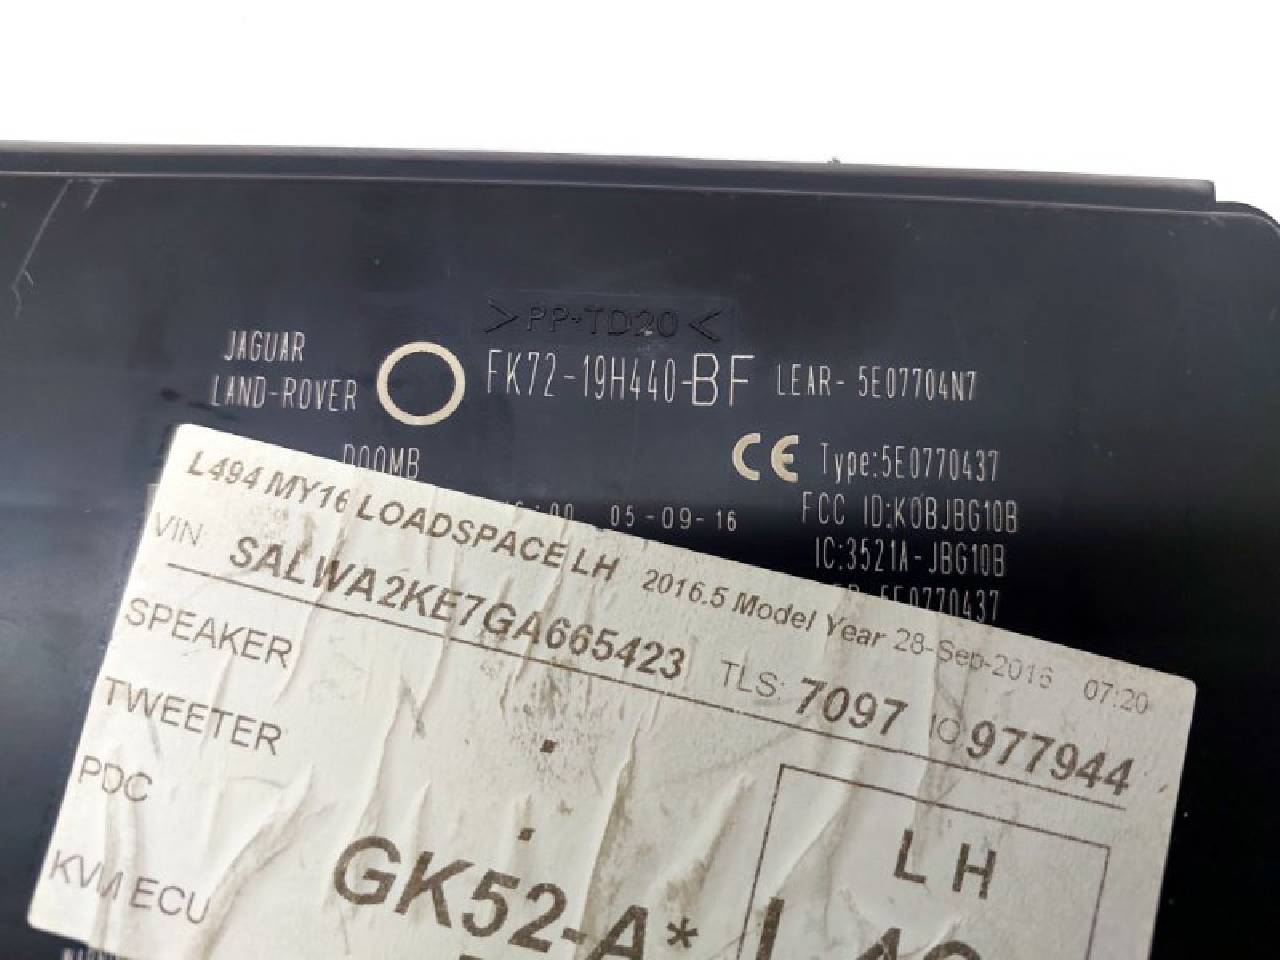 >PP-TD20<
JAGUAR
LAND-ROVER
FK72-19H440-BF LEAR- 5E07704N7
DOOMB
CE Type:5E0770437
05-09-16 FCC ID:KOBJBG10B
IC:3521A-JBG10B
5E0770437
L494 MY16 LOADSPACE LH 2016.5 Model Year 28-Sep-2016 07:20
VIN SALWA2KE7GA665423 TLS: 7097 977944
SPEAKER
TWEETER
PDC
KVM ECU
GK52-A*
LH